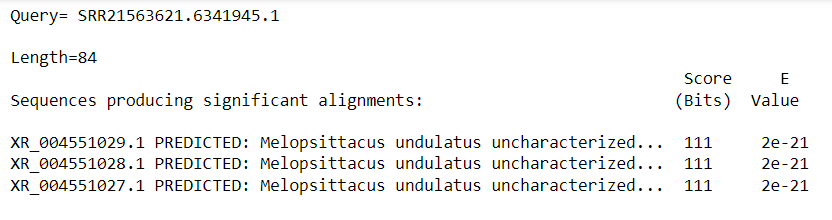 Query= SRR21563621.6341945.1
Length=84
Score E
Sequences producing significant alignments: (Bits) Value
XR_004551029.1 PREDICTED: Melopsittacus undulatus uncharacterized... 111 2e-21
XR_004551028.1 PREDICTED: Melopsittacus undulatus uncharacterized... 111 2e-21
XR_004551027.1 PREDICTED: Melopsittacus undulatus uncharacterized... 111 2e-21